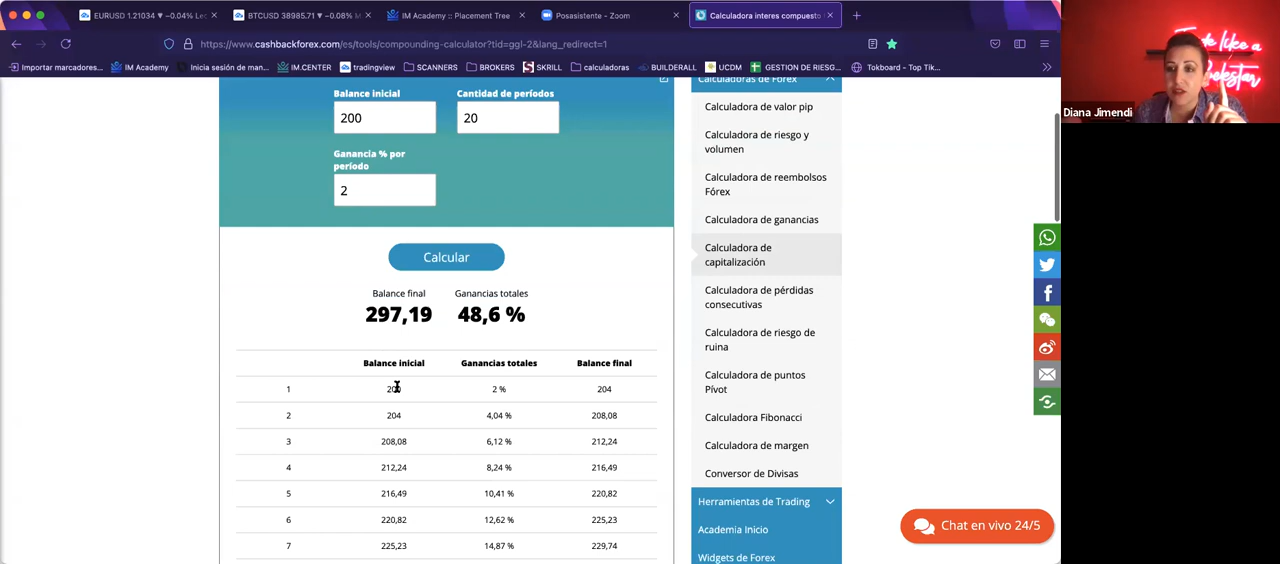 EURUSD 1.21034 ▼ −0.04% Lec
BTCUSD 38985.71 ▼ −0.08% M
IM Academy :: Placement Tree
Posasistente - Zoom
Calculadora interes compuesto
https://www.cashbackforex.com/es/tools/compounding-calculator?tid=ggl-2&lang_redirect=1
Importar marcadores...
IM Academy
Inicia sesión de man...
IM.CENTER
tradingview
SCANNERS
BROKERS
SKRILL
calculadoras
BUILDERALL
UCDM
GESTION DE RIESG...
Tokboard - Top Tik...
Balance inicial
Cantidad de períodos
200
20
Ganancia % por
período
2
Calcular
Balance final
Ganancias totales
297,19
48,6 %
Balance inicial Ganancias totales Balance final
1 200 2 % 204
2 204 4,04 % 208,08
3 208,08 6,12 % 212,24
4 212,24 8,24 % 216,49
5 216,49 10,41 % 220,82
6 220,82 12,62 % 225,23
7 225,23 14,87 % 229,74
Calculadoras de Forex
Calculadora de valor pip
Calculadora de riesgo y
volumen
Calculadora de reembolsos
Fórex
Calculadora de ganancias
Calculadora de
capitalización
Calculadora de pérdidas
consecutivas
Calculadora de riesgo de
ruina
Calculadora de puntos
Pívot
Calculadora Fibonacci
Calculadora de margen
Conversor de Divisas
Herramientas de Trading
Academia Inicio
Widgets de Forex
Chat en vivo 24/5
like a
Diana Jimendi